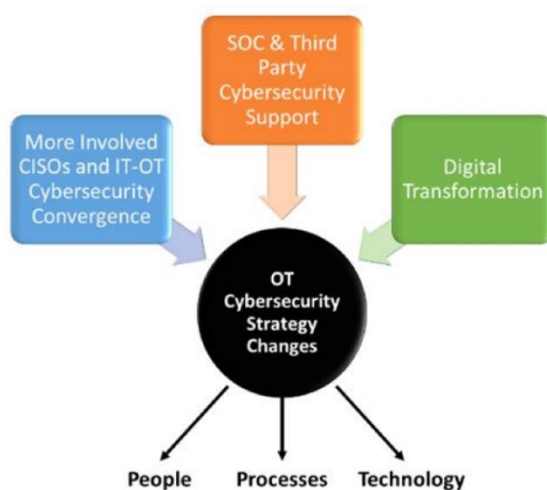 SOC & Third
Party
Cybersecurity
Support
More Involved
CISOs and IT-OT
Cybersecurity
Convergence
Digital
Transformation
OT
Cybersecurity
Strategy
Changes
People
Processes
Technology